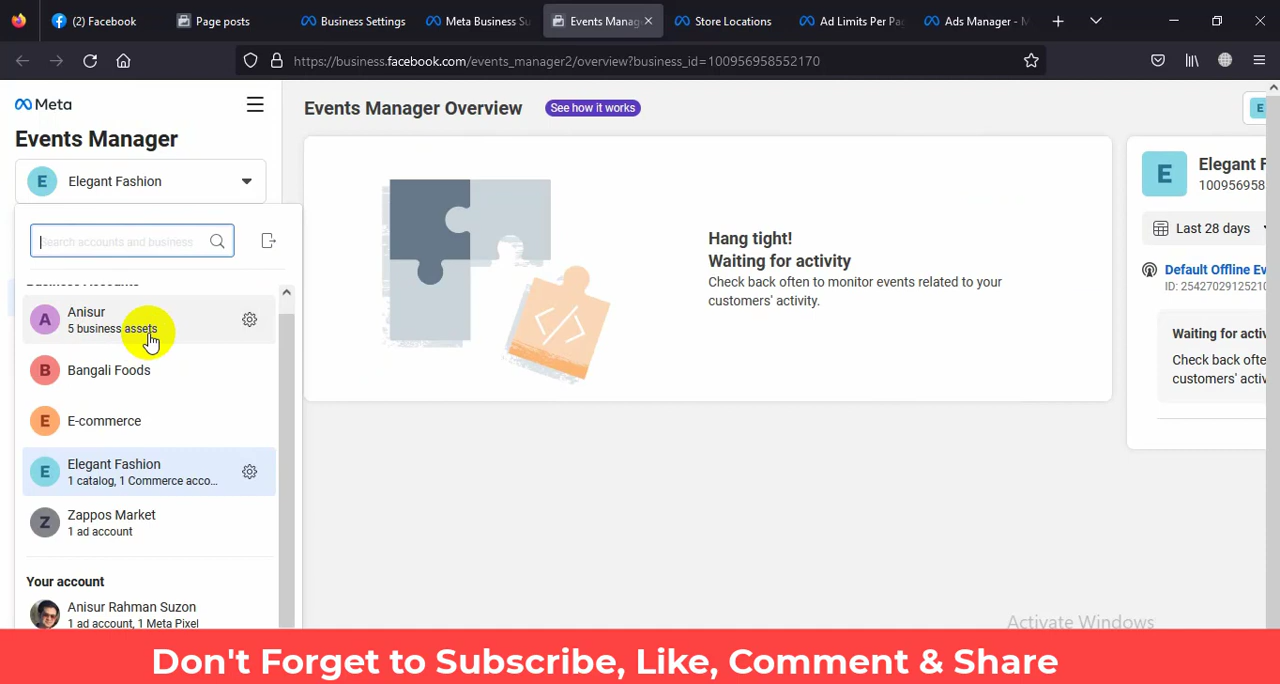 (2) Facebook
Page posts
Business Settings
Meta Business Su
Events Manag
Store Locations
Ad Limits Per Pa
Ads Manager - M
https://business.facebook.com/events_manager2/overview?business_id=100956958552170
Meta
Events Manager
E
Elegant Fashion
Search accounts and business
Business Accounts
A
Anisur
5 business assets
B
Bangali Foods
E
E-commerce
E
Elegant Fashion
1 catalog, 1 Commerce acco...
Z
Zappos Market
1 ad account
Your account
Anisur Rahman Suzon
1 ad account, 1 Meta Pixel
Events Manager Overview
See how it works
Hang tight!
Waiting for activity
Check back often to monitor events related to your
customers' activity.
E
E
Elegant F
10095695
Last 28 days
Default Offline Ev
ID: 25427029125210
Waiting for activ
Check back ofte
customers' activ
Activate Windows
Don't Forget to Subscribe, Like, Comment & Share